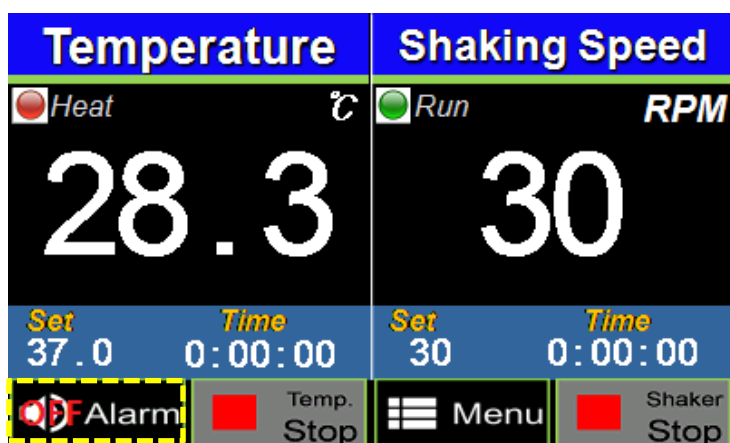 Temperature
Shaking Speed
Heat
℃
Run
RPM
28.3
30
Set
Time
Set
Time
37.0
0:00:00
30
0:00:00
OFF Alarm
Temp.
Stop
Menu
Shaker
Stop